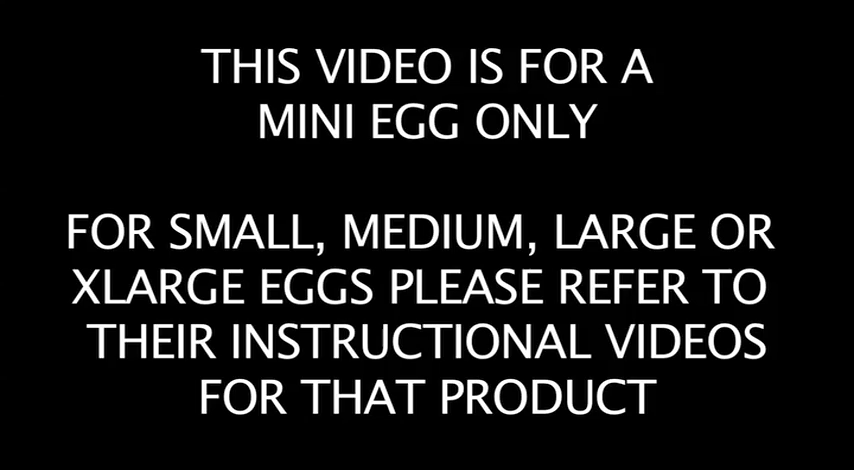 THIS VIDEO IS FOR A
MINI EGG ONLY
FOR SMALL, MEDIUM, LARGE OR
XLARGE EGGS PLEASE REFER TO
THEIR INSTRUCTIONAL VIDEOS
FOR THAT PRODUCT